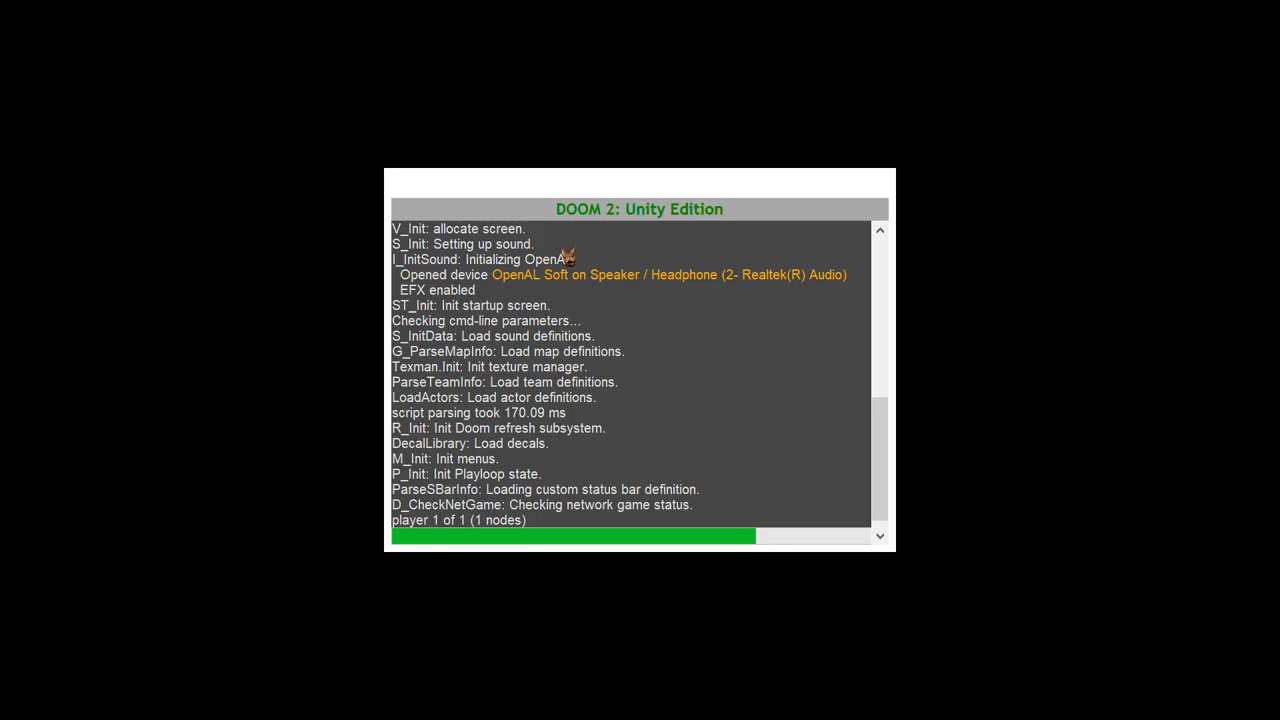 DOOM 2: Unity Edition
V_Init: allocate screen.
S_Init: Setting up sound.
I_InitSound: Initializing OpenA
Opened device OpenAL Soft on Speaker / Headphone (2- Realtek(R) Audio)
EFX enabled
ST_Init: Init startup screen.
Checking cmd-line parameters...
S_InitData: Load sound definitions.
G_ParseMapInfo: Load map definitions.
Texman.Init: Init texture manager.
ParseTeamInfo: Load team definitions.
LoadActors: Load actor definitions.
script parsing took 170.09 ms
R_Init: Init Doom refresh subsystem.
DecalLibrary: Load decals.
M_Init: Init menus.
P_Init: Init Playloop state.
ParseSBarInfo: Loading custom status bar definition.
D_CheckNetGame: Checking network game status.
player 1 of 1 (1 nodes)